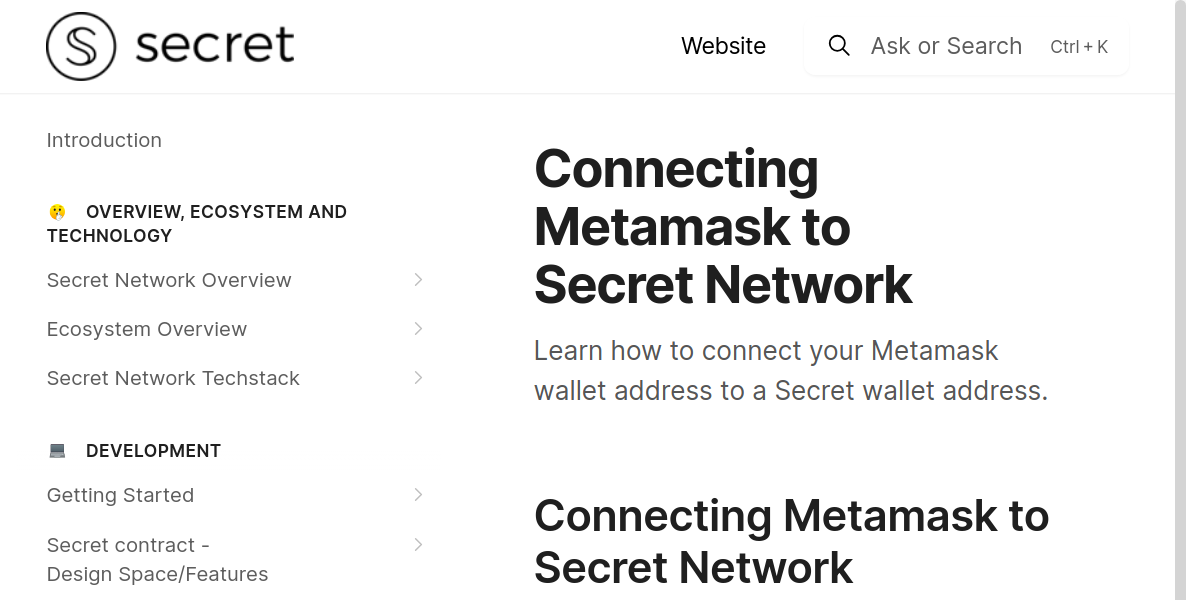 secret
Website
Ask or Search Ctrl + K
Introduction
OVERVIEW, ECOSYSTEM AND
TECHNOLOGY
Secret Network Overview
Ecosystem Overview
Secret Network Techstack
DEVELOPMENT
Getting Started
Secret contract -
Design Space/Features
Connecting
Metamask to
Secret Network
Learn how to connect your Metamask
wallet address to a Secret wallet address.
Connecting Metamask to
Secret Network